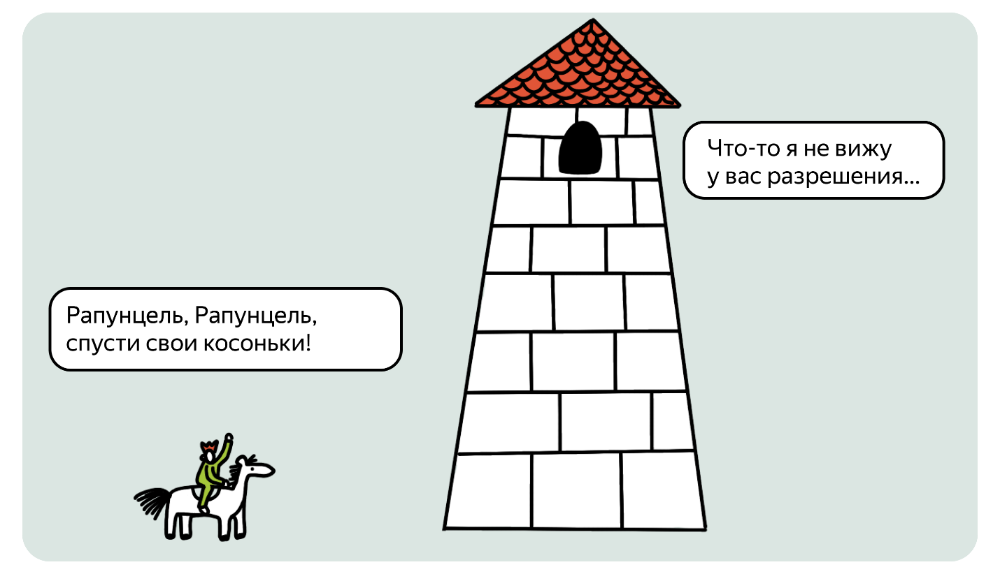 Что-то я не вижу
у вас разрешения...
Рапунцель, Рапунцель,
спусти свои косоньки!